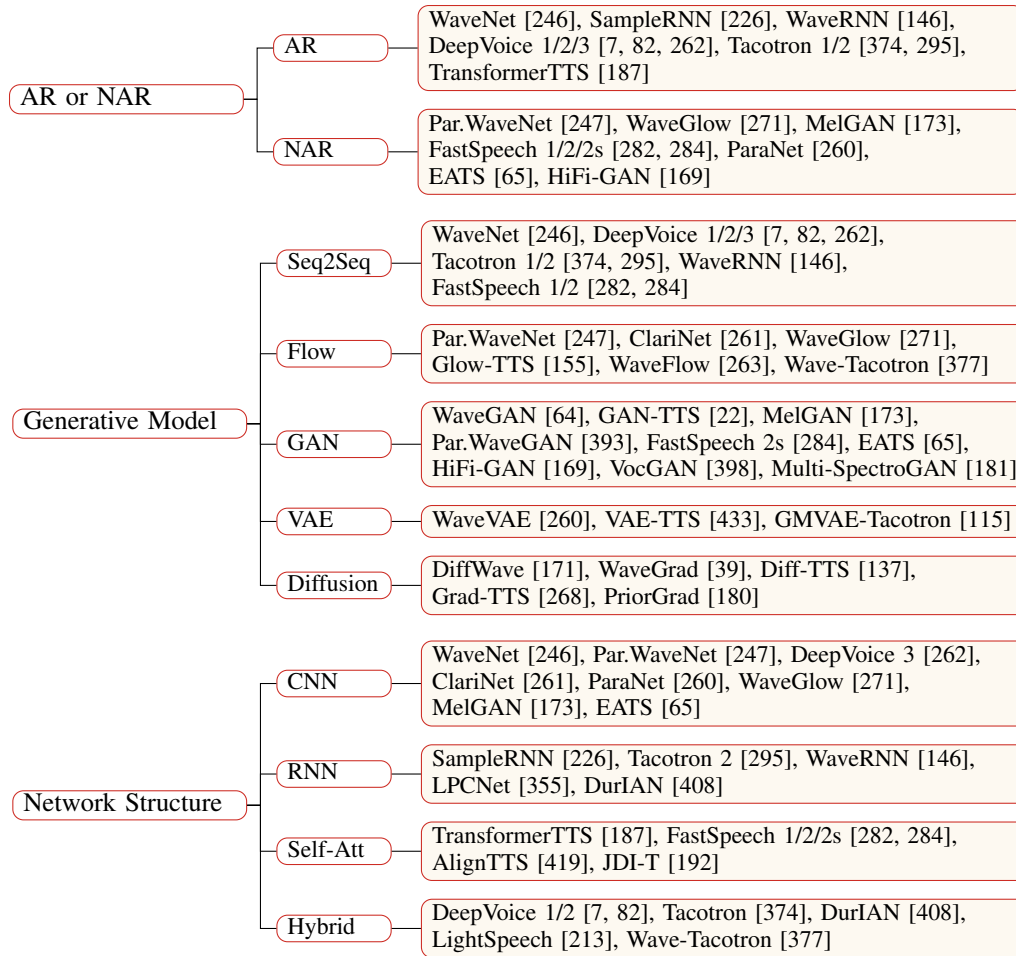 AR or NAR
AR
WaveNet [246], SampleRNN [226], WaveRNN [146],
DeepVoice 1/2/3 [7, 82, 262], Tacotron 1/2 [374, 295],
TransformerTTS [187]
NAR
Par.WaveNet [247], WaveGlow [271], MelGAN [173],
FastSpeech 1/2/2s [282, 284], ParaNet [260],
EATS [65], HiFi-GAN [169]
Generative Model
Seq2Seq
WaveNet [246], DeepVoice 1/2/3 [7, 82, 262],
Tacotron 1/2 [374, 295], WaveRNN [146],
FastSpeech 1/2 [282, 284]
Flow
Par.WaveNet [247], ClariNet [261], WaveGlow [271],
Glow-TTS [155], WaveFlow [263], Wave-Tacotron [377]
GAN
WaveGAN [64], GAN-TTS [22], MelGAN [173],
Par.WaveGAN [393], FastSpeech 2s [284], EATS [65],
HiFi-GAN [169], VocGAN [398], Multi-SpectroGAN [181]
VAE
WaveVAE [260], VAE-TTS [433], GMVAE-Tacotron [115]
Diffusion
DiffWave [171], WaveGrad [39], Diff-TTS [137],
Grad-TTS [268], PriorGrad [180]
Network Structure
CNN
WaveNet [246], Par.WaveNet [247], DeepVoice 3 [262],
ClariNet [261], ParaNet [260], WaveGlow [271],
MelGAN [173], EATS [65]
RNN
SampleRNN [226], Tacotron 2 [295], WaveRNN [146],
LPCNet [355], DurIAN [408]
Self-Att
TransformerTTS [187], FastSpeech 1/2/2s [282, 284],
AlignTTS [419], JDI-T [192]
Hybrid
DeepVoice 1/2 [7, 82], Tacotron [374], DurIAN [408],
LightSpeech [213], Wave-Tacotron [377]